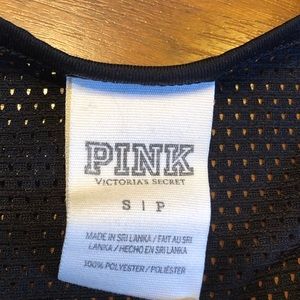 PINK
VICTORIA'S SECRET
S | P
MADE IN SRI LANKA / FAIT AU SRI
LANKA / HECHO EN SRI LANKA
100% POLYESTER / POLIÉSTER